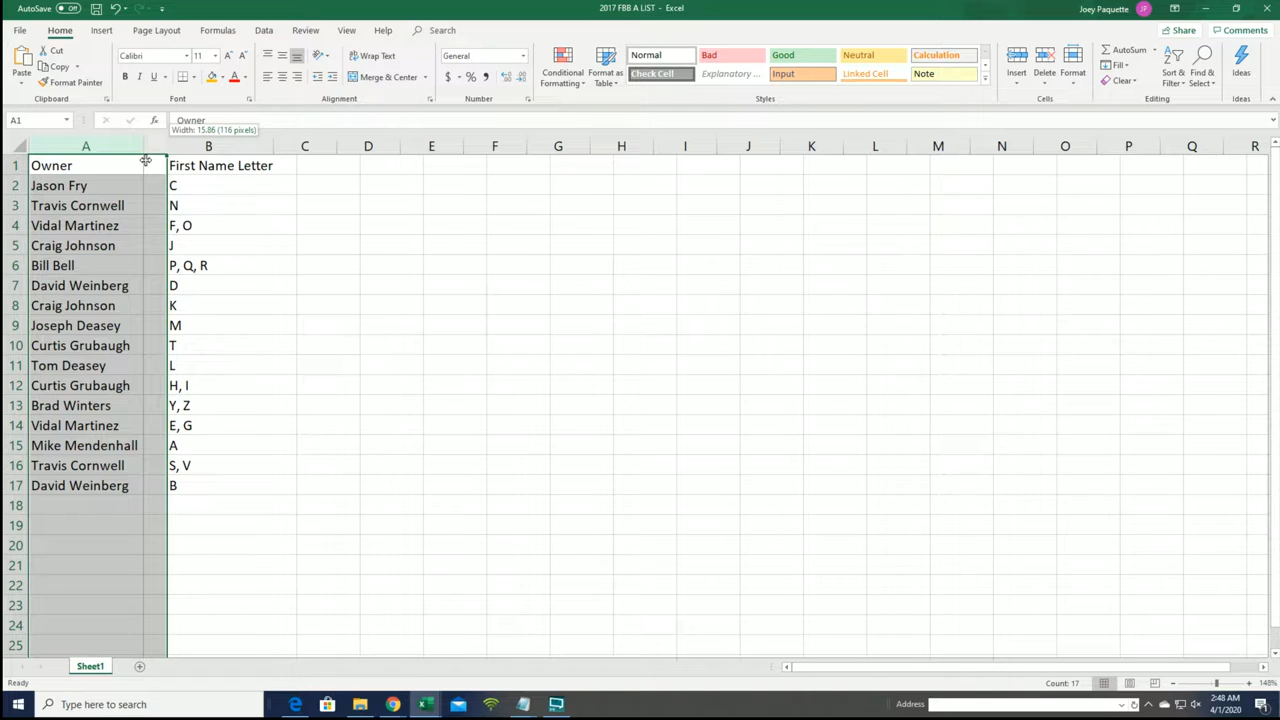 AutoSave Off 2017 FBB A LIST - Excel Joey Paquette JP
File Home Insert Page Layout Formulas Data Review View Help Search Share Comments
Paste Cut Copy Format Painter Clipboard
Calibri 11 B I U Font
Merge & Center Alignment
General $ % Number
Conditional Formatting Format as Table
Normal Bad Good Neutral Calculation
Check Cell Explanatory ... Input Linked Cell Note
Styles
Insert Delete Format Cells
AutoSum Fill Clear Sort & Filter Find & Select Editing
Ideas Ideas
A1 fx Owner
Width: 15.86 (116 pixels)
A B C D E F G H I J K L M N O P Q R
1 Owner First Name Letter
2 Jason Fry C
3 Travis Cornwell N
4 Vidal Martinez F, O
5 Craig Johnson J
6 Bill Bell P, Q, R
7 David Weinberg D
8 Craig Johnson K
9 Joseph Deasey M
10 Curtis Grubaugh T
11 Tom Deasey L
12 Curtis Grubaugh H, I
13 Brad Winters Y, Z
14 Vidal Martinez E, G
15 Mike Mendenhall A
16 Travis Cornwell S, V
17 David Weinberg B
18
19
20
21
22
23
24
25
Sheet1
Ready Count: 17 148%
Type here to search Address 2:48 AM
4/1/2020